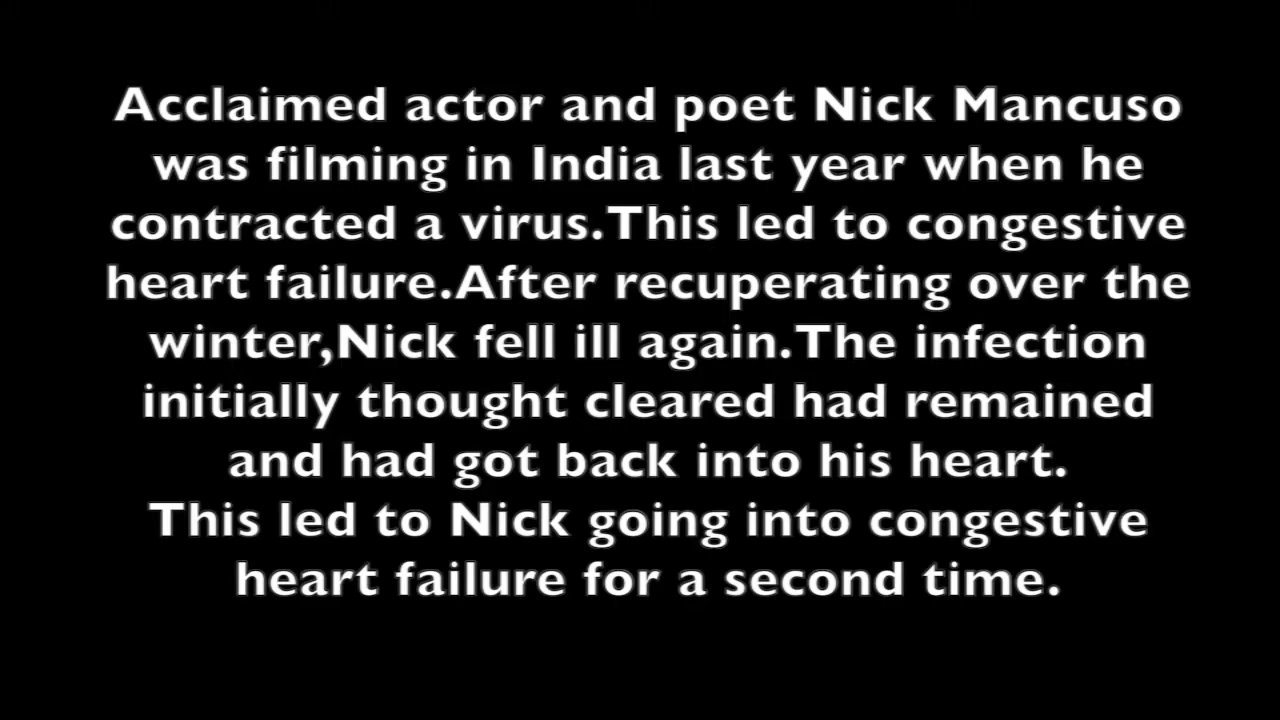 Acclaimed actor and poet Nick Mancuso
was filming in India last year when he
contracted a virus.This led to congestive
heart failure.After recuperating over the
winter,Nick fell ill again.The infection
initially thought cleared had remained
and had got back into his heart.
This led to Nick going into congestive
heart failure for a second time.